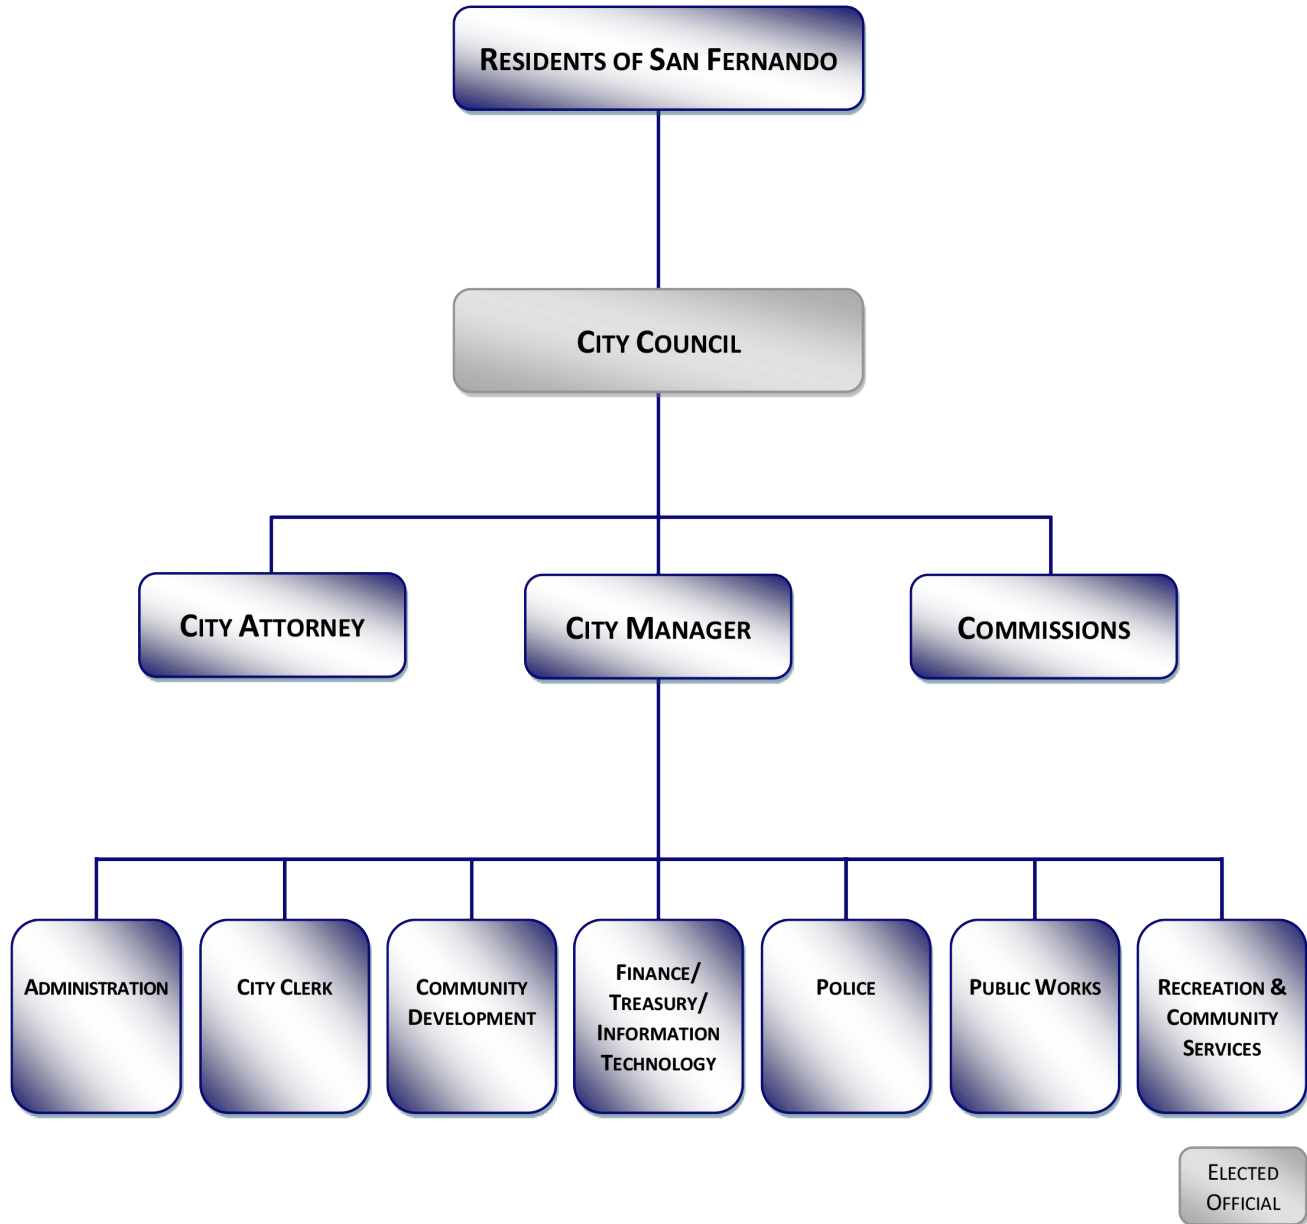 RESIDENTS OF SAN FERNANDO
CITY COUNCIL
CITY ATTORNEY
CITY MANAGER
COMMISSIONS
ADMINISTRATION
CITY CLERK
COMMUNITY
DEVELOPMENT
FINANCE/
TREASURY/
INFORMATION
TECHNOLOGY
POLICE
PUBLIC WORKS
RECREATION &
COMMUNITY
SERVICES
ELECTED
OFFICIAL